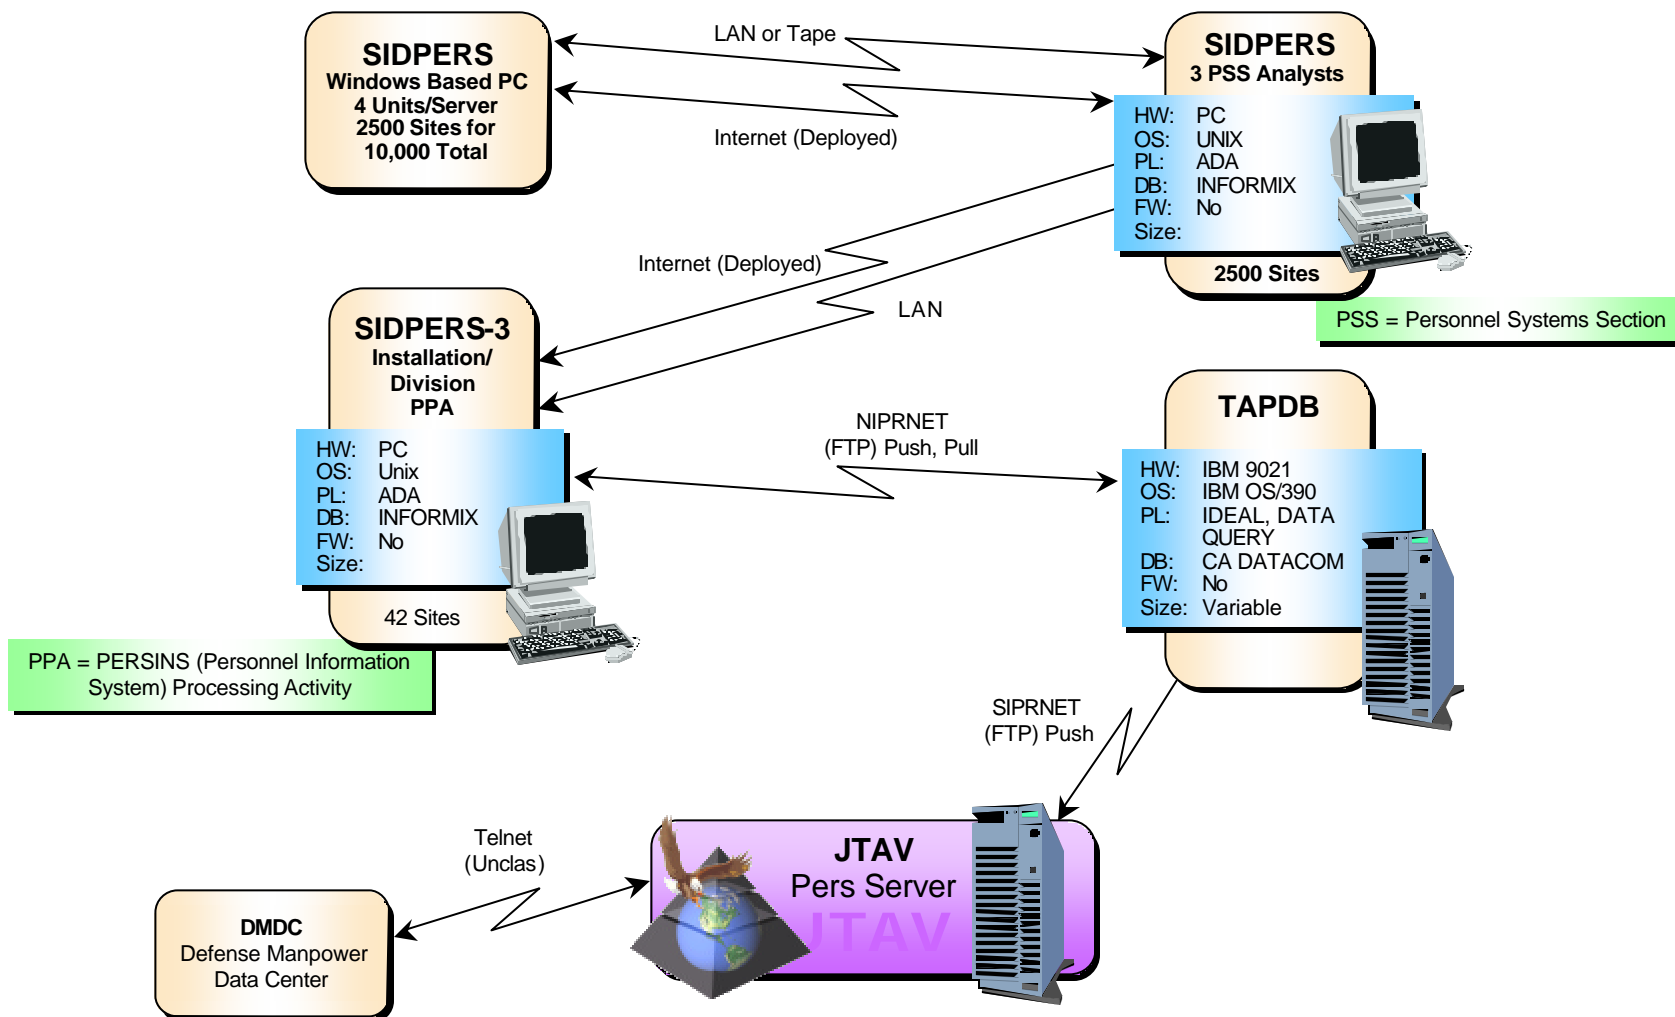 SIDPERS
Windows Based PC
4 Units/Server
2500 Sites for
10,000 Total
LAN or Tape
Internet (Deployed)
SIDPERS
3 PSS Analysts
HW: PC
OS: UNIX
PL: ADA
DB: INFORMIX
FW: No
Size:
2500 Sites
PSS = Personnel Systems Section
Internet (Deployed)
LAN
SIDPERS-3
Installation/
Division
PPA
HW: PC
OS: Unix
PL: ADA
DB: INFORMIX
FW: No
Size:
42 Sites
PPA = PERSINS (Personnel Information
System) Processing Activity
NIPRNET
(FTP) Push, Pull
TAPDB
HW: IBM 9021
OS: IBM OS/390
PL: IDEAL, DATA
QUERY
DB: CA DATACOM
FW: No
Size: Variable
SIPRNET
(FTP) Push
JTAV
Pers Server
JTAV
Telnet
(Unclas)
DMDC
Defense Manpower
Data Center